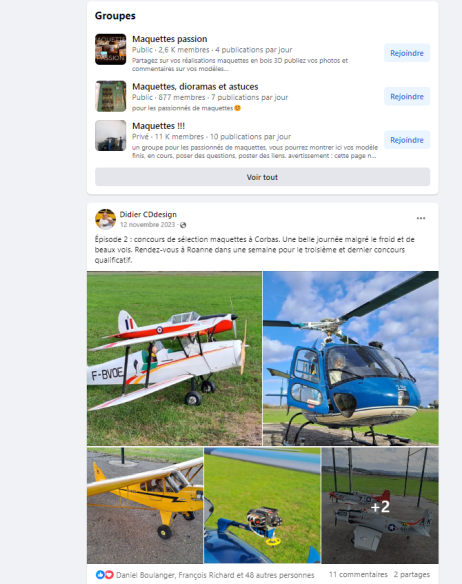 Groupes
Maquettes passion
Public · 2,6 K membres · 4 publications par jour
Rejoindre
Partagez sur vos réalisations maquettes en bois 3D publiez vos photos et
commentaires sur vos modèles...
Maquettes, dioramas et astuces
Public · 877 membres · 7 publications par jour
Rejoindre
pour les passionnés de maquettes
Maquettes !!!
Privé · 11 K membres · 10 publications par jour
Rejoindre
un groupe pour les passionnés de maquettes, vous pourrez montrer ici vos modèle
finis, en cours, poser des questions, poster des liens. avertissement : cette page n...
Voir tout
Didier CDdesign
12 novembre 2023 ·
Épisode 2 : concours de sélection maquettes à Corbas. Une belle journée malgré le froid et de
beaux vols. Rendez-vous à Roanne dans une semaine pour le troisième et dernier concours
qualificatif.
F-BVOE
+2
Daniel Boulanger, François Richard et 48 autres personnes
11 commentaires 2 partages